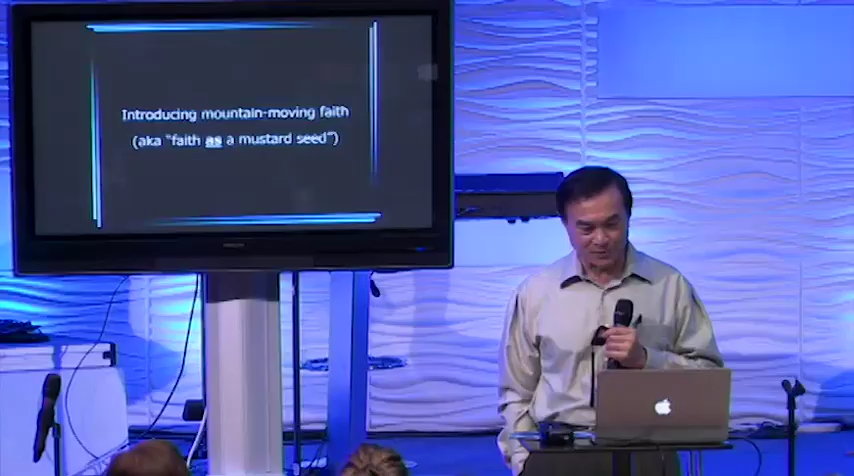 Introducing mountain-moving faith
(aka "faith as a mustard seed")